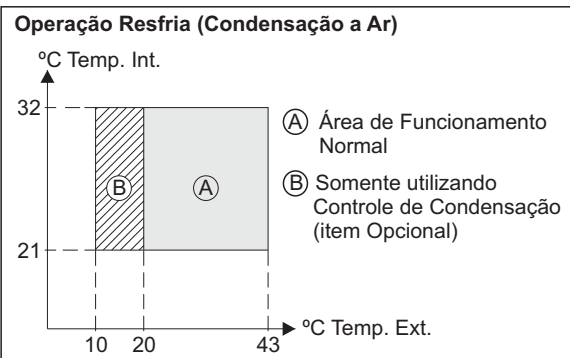 Operação Resfria (Condensação a Ar)
ºC Temp. Int.
32
21
B
A
A Área de Funcionamento
Normal
B Somente utilizando
Controle de Condensação
(item Opcional)
ºC Temp. Ext.
10 20 43